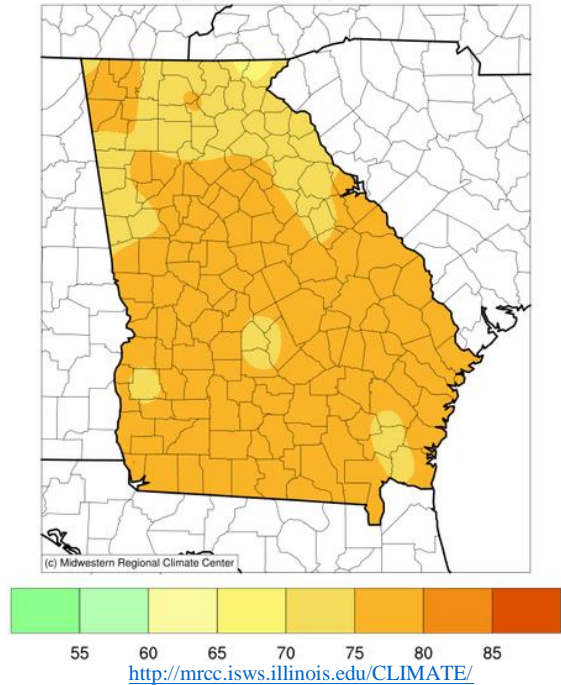 (c) Midwestern Regional Climate Center
55 60 65 70 75 80 85
http://mrcc.isws.illinois.edu/CLIMATE/